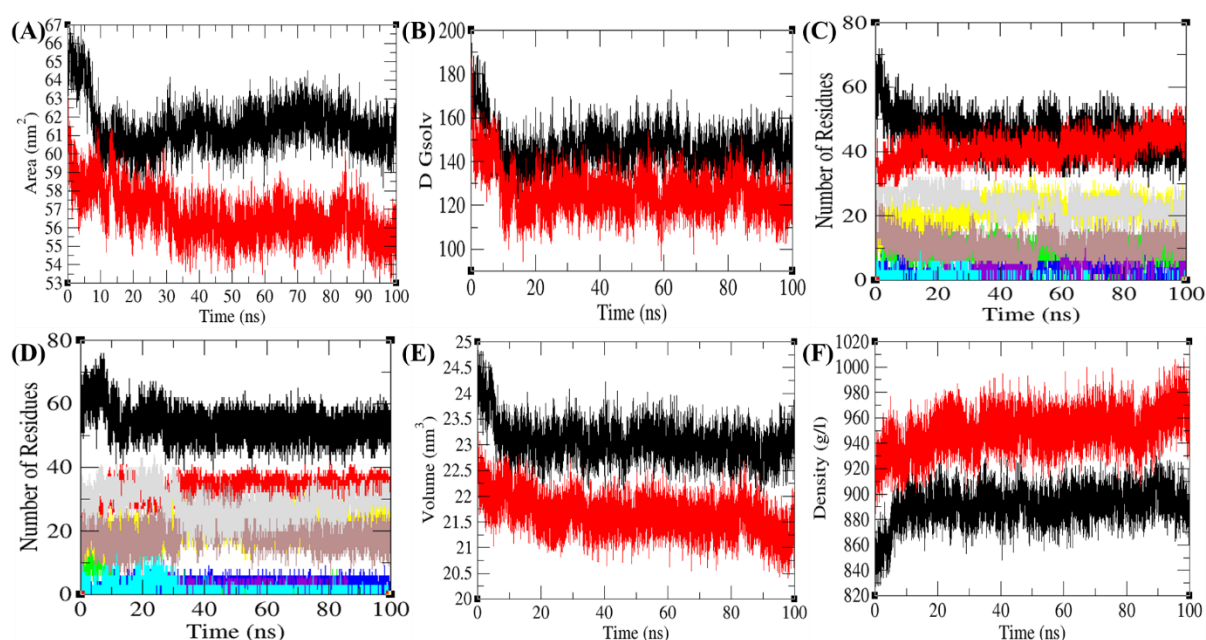 (A)
Area (nm²)
67
66
65
64
63
62
61
60
59
58
57
56
55
54
53
0 10 20 30 40 50 60 70 80 90 100
Time (ns)
(B)
D Gsolv
200
180
160
140
120
100
0 20 40 60 80 100
Time (ns)
(C)
Number of Residues
80
60
40
20
0
0 20 40 60 80 100
Time (ns)
(D)
Number of Residues
80
60
40
20
0
0 20 40 60 80 100
Time (ns)
(E)
Volume (nm³)
25
24.5
24
23.5
23
22.5
22
21.5
21
20.5
20
0 20 40 60 80 100
Time (ns)
(F)
Density (g/l)
1020
1000
980
960
940
920
900
880
860
840
820
0 20 40 60 80 100
Time (ns)